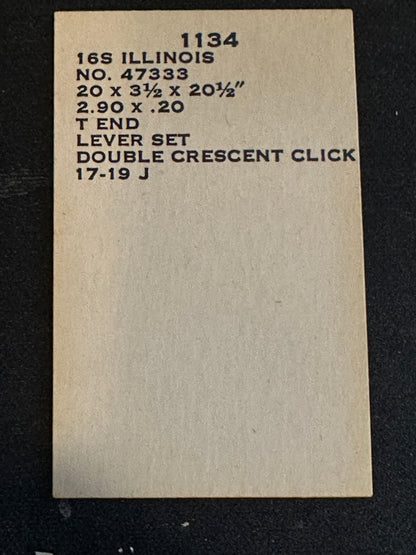 1134
16S ILLINOIS
NO. 47333
20 X 3½ X 20½"
2.90 X .20
T END
LEVER SET
DOUBLE CRESCENT CLICK
17-19 J